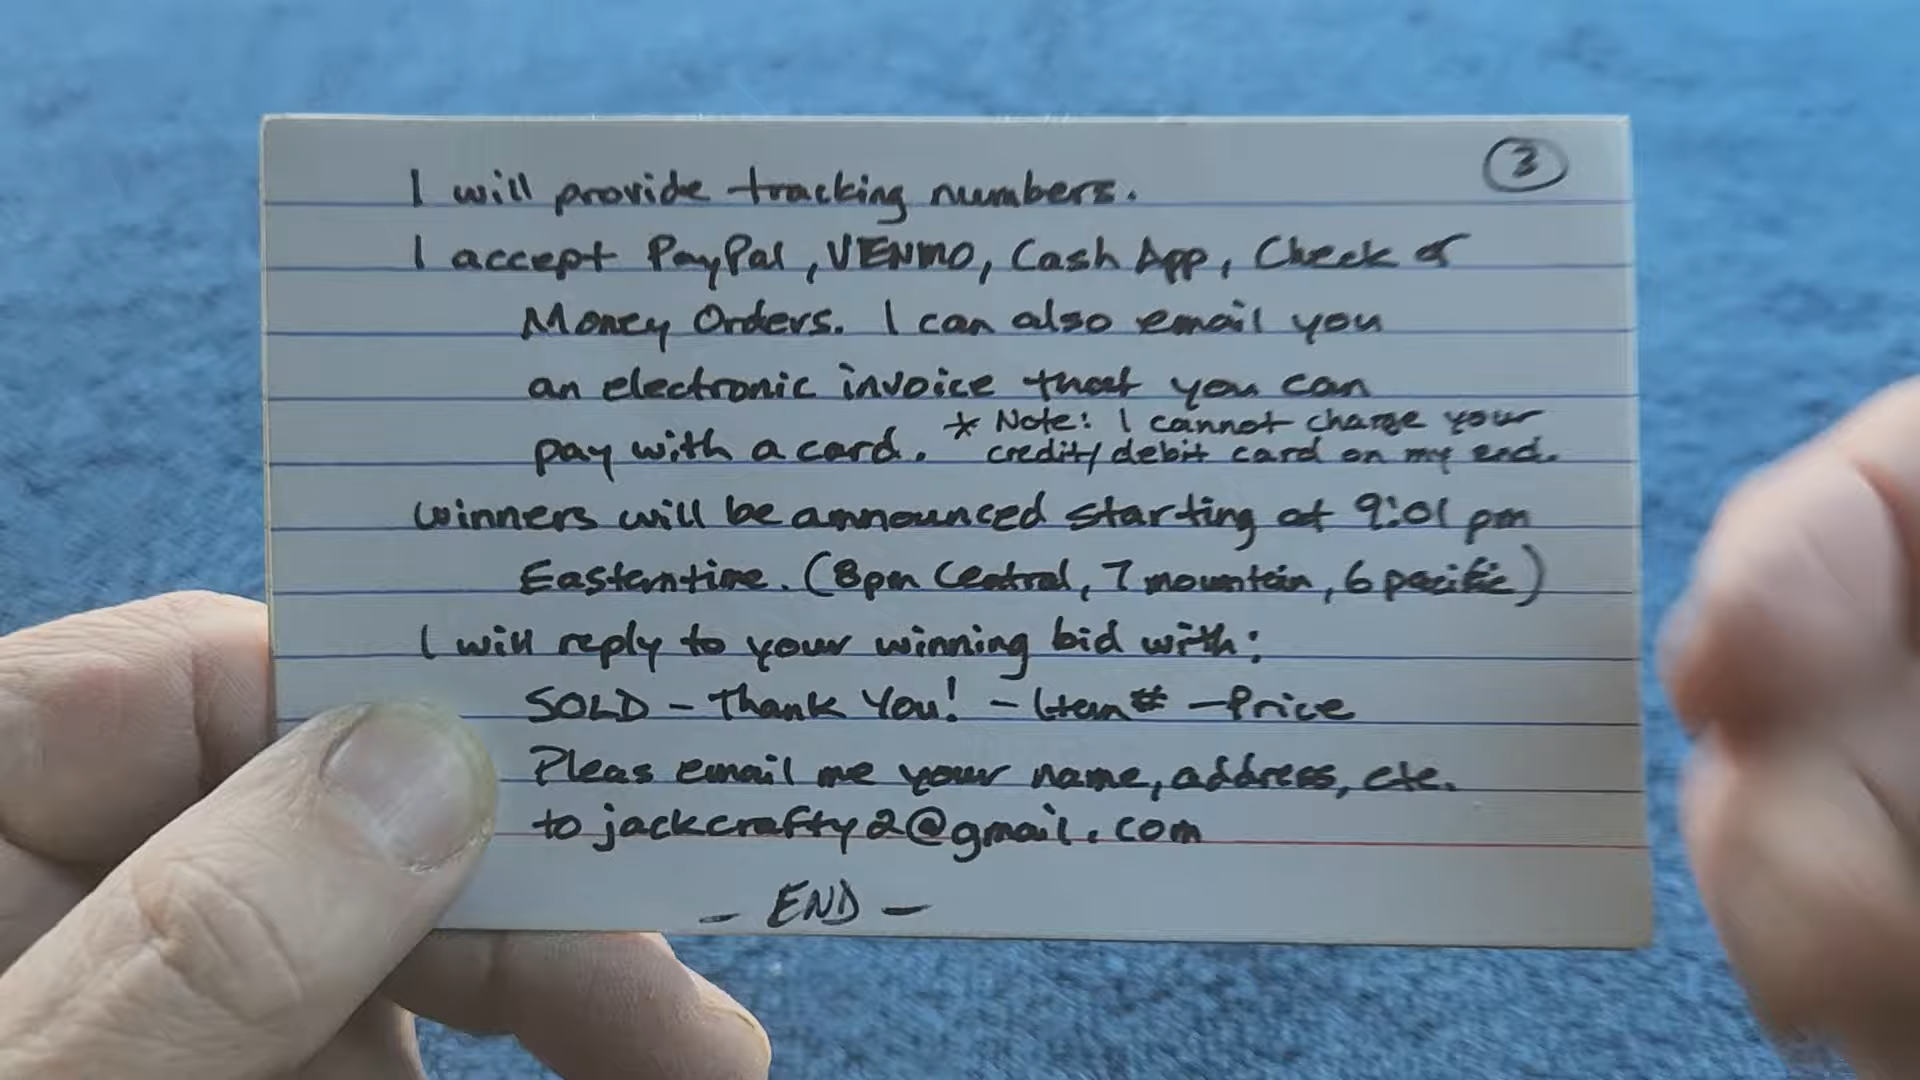 3
I will provide tracking numbers.
I accept PayPal, VENMO, Cash App, Check or
Money Orders. I can also email you
an electronic invoice that you can
pay with a card. * Note: I cannot charge your
credit/debit card on my end.
Winners will be announced starting at 9:01 pm
Eastern time. (8pm Central, 7 mountain, 6 pacific)
I will reply to your winning bid with:
SOLD - Thank You! - Item # - Price
Pleas email me your name, address, etc.
to jackcrafty2@gmail.com
- END -